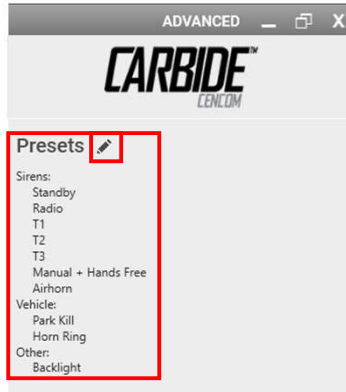 ADVANCED
CARBIDE™
CENCOM
Presets
Sirens:
Standby
Radio
T1
T2
T3
Manual + Hands Free
Airhorn
Vehicle:
Park Kill
Horn Ring
Other:
Backlight